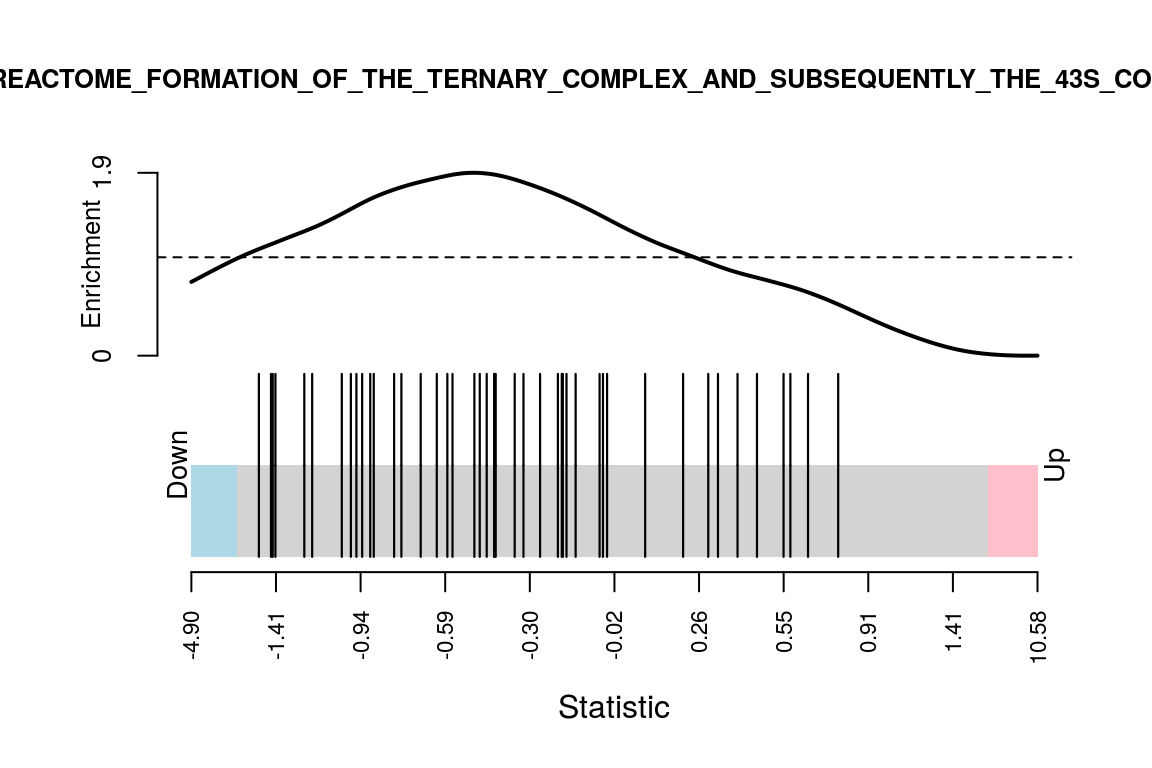 REACTOME_FORMATION_OF_THE_TERNARY_COMPLEX_AND_SUBSEQUENTLY_THE_43S_CO
1.9
Enrichment
0
Down
Up
-4.90 -1.41 -0.94 -0.59 -0.30 -0.02 0.26 0.55 0.91 1.41 10.58
Statistic